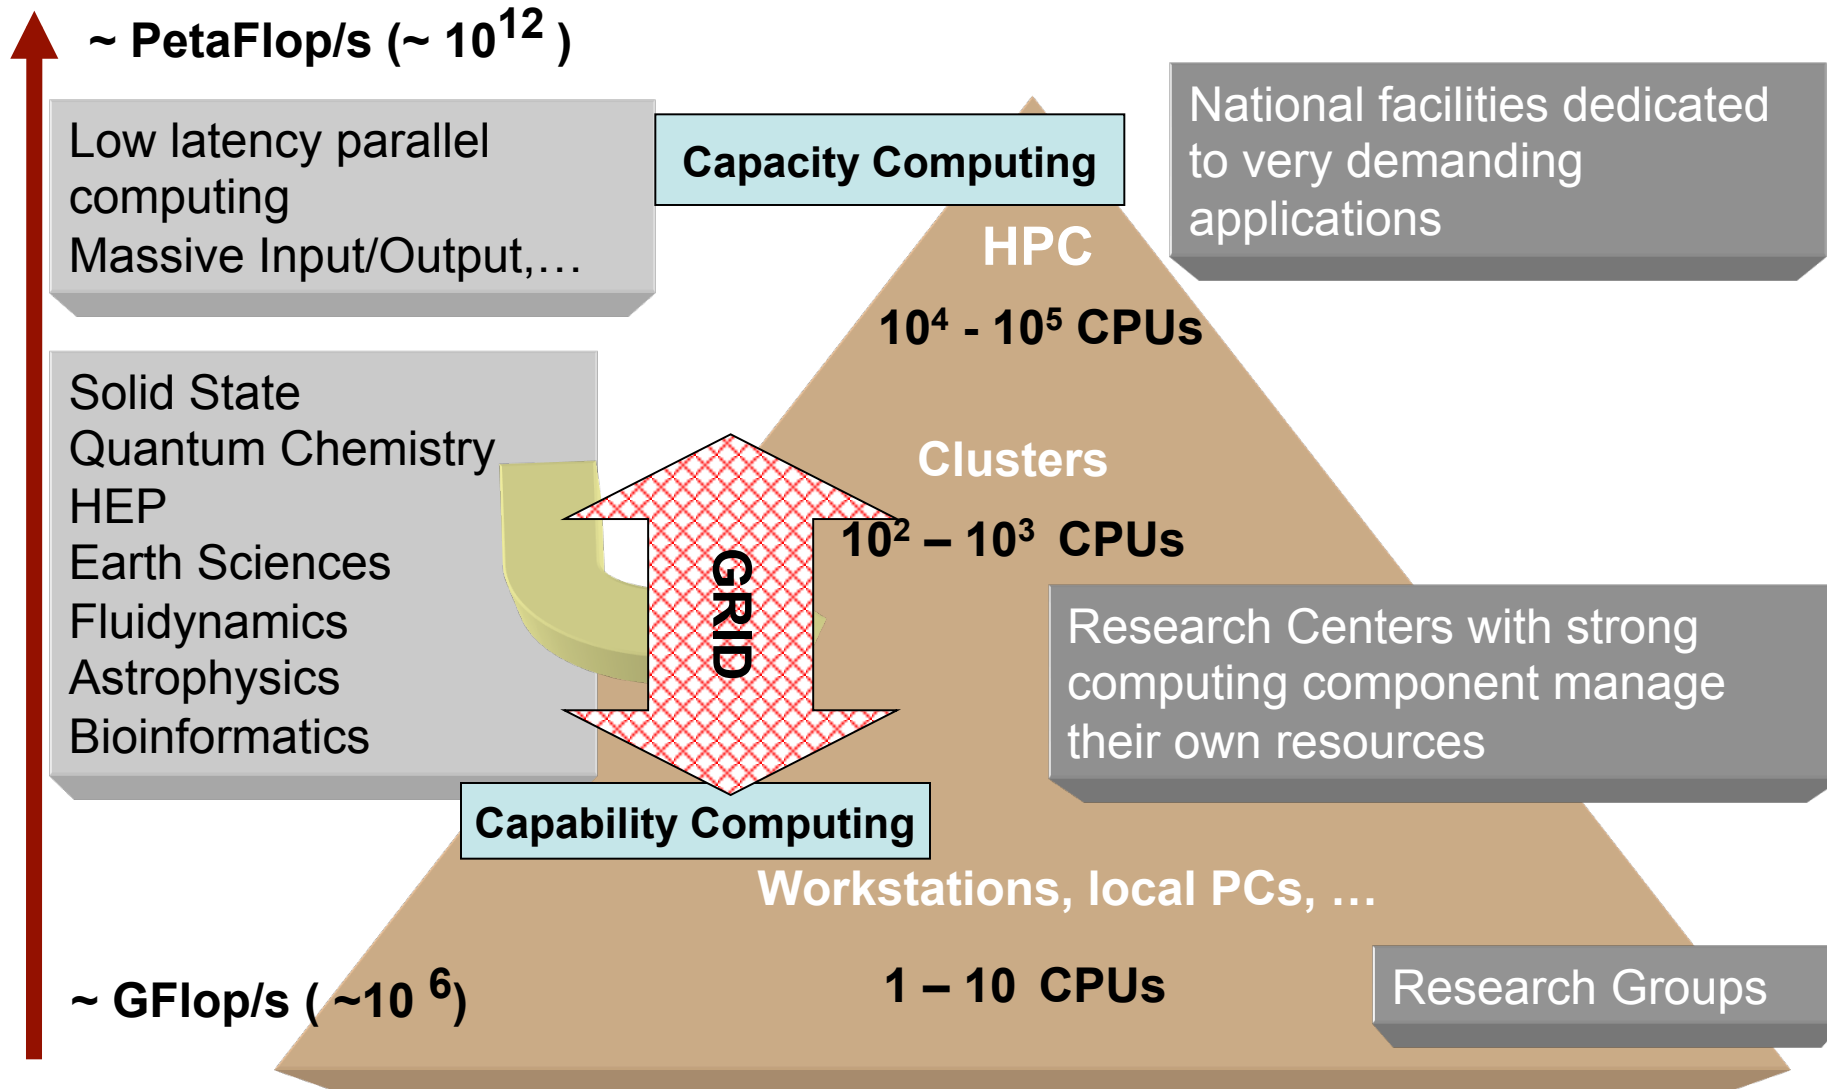 ~ PetaFlop/s (~ 10¹² )
Low latency parallel
computing
Massive Input/Output,…
Capacity Computing
National facilities dedicated
to very demanding
applications
HPC
10⁴ - 10⁵ CPUs
Solid State
Quantum Chemistry
HEP
Earth Sciences
Fluidynamics
Astrophysics
Bioinformatics
GRID
Clusters
10² – 10³ CPUs
Research Centers with strong
computing component manage
their own resources
Capability Computing
Workstations, local PCs, …
1 – 10 CPUs
~ GFlop/s ( ~10 ⁶)
Research Groups